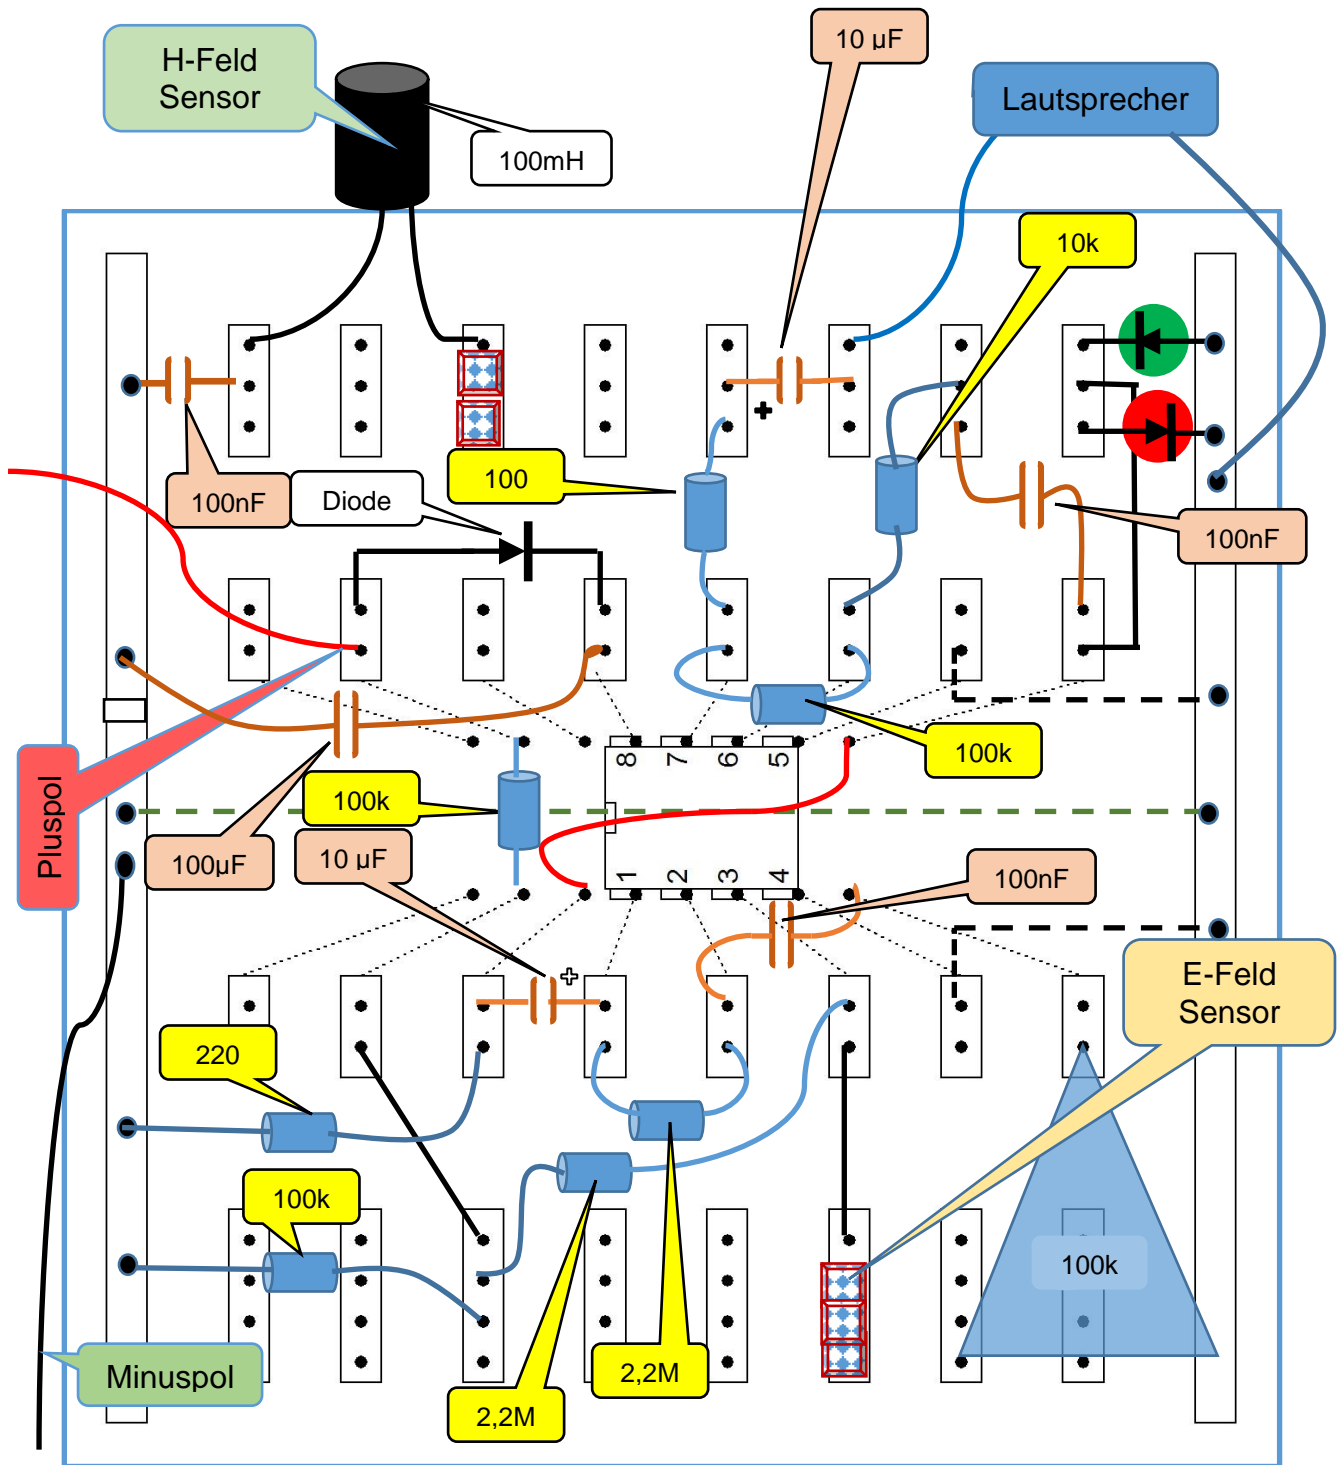 H-Feld
Sensor
10 µF
Lautsprecher
100mH
10k
100
100nF
Diode
100nF
8
7
6
5
100k
Pluspol
100k
100µF
10 µF
1
2
3
4
100nF
E-Feld
Sensor
220
100k
100k
Minuspol
2,2M
2,2M